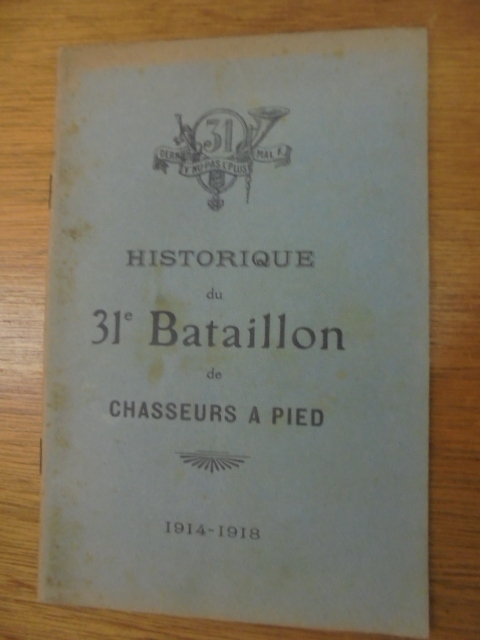 31
HISTORIQUE
du
31e Bataillon
de
CHASSEURS A PIED
1914-1918